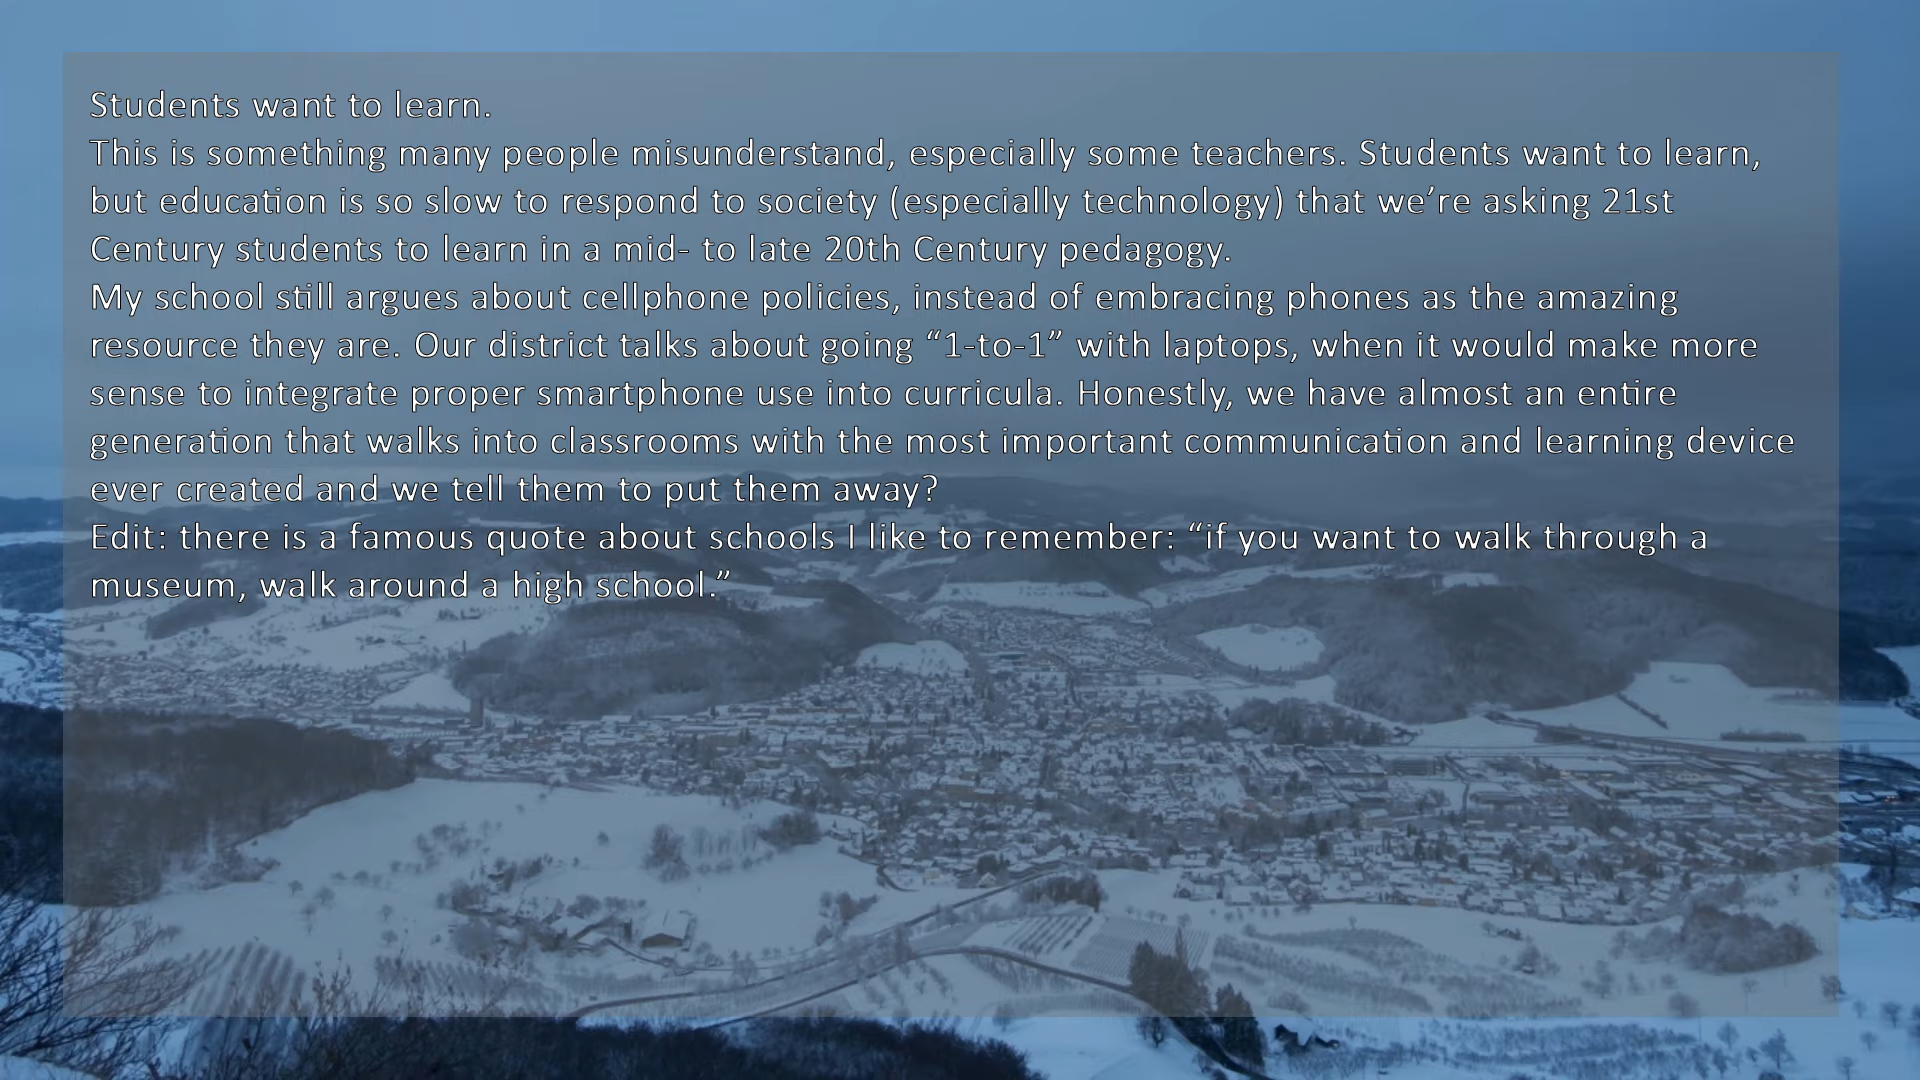 Students want to learn.
This is something many people misunderstand, especially some teachers. Students want to learn,
but education is so slow to respond to society (especially technology) that we’re asking 21st
Century students to learn in a mid- to late 20th Century pedagogy.
My school still argues about cellphone policies, instead of embracing phones as the amazing
resource they are. Our district talks about going “1-to-1” with laptops, when it would make more
sense to integrate proper smartphone use into curricula. Honestly, we have almost an entire
generation that walks into classrooms with the most important communication and learning device
ever created and we tell them to put them away?
Edit: there is a famous quote about schools I like to remember: “if you want to walk through a
museum, walk around a high school.”